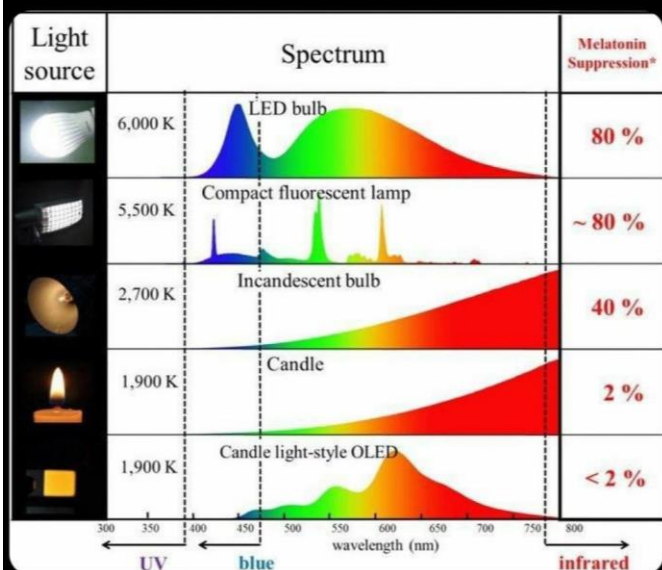 Light
source
Spectrum
Melatonin
Suppression*
6,000 K
LED bulb
80 %
5,500 K
Compact fluorescent lamp
~ 80 %
2,700 K
Incandescent bulb
40 %
1,900 K
Candle
2 %
1,900 K
Candle light-style OLED
< 2 %
300 350 400 450 500 550 600 650 700 750 800
wavelength (nm)
UV blue infrared